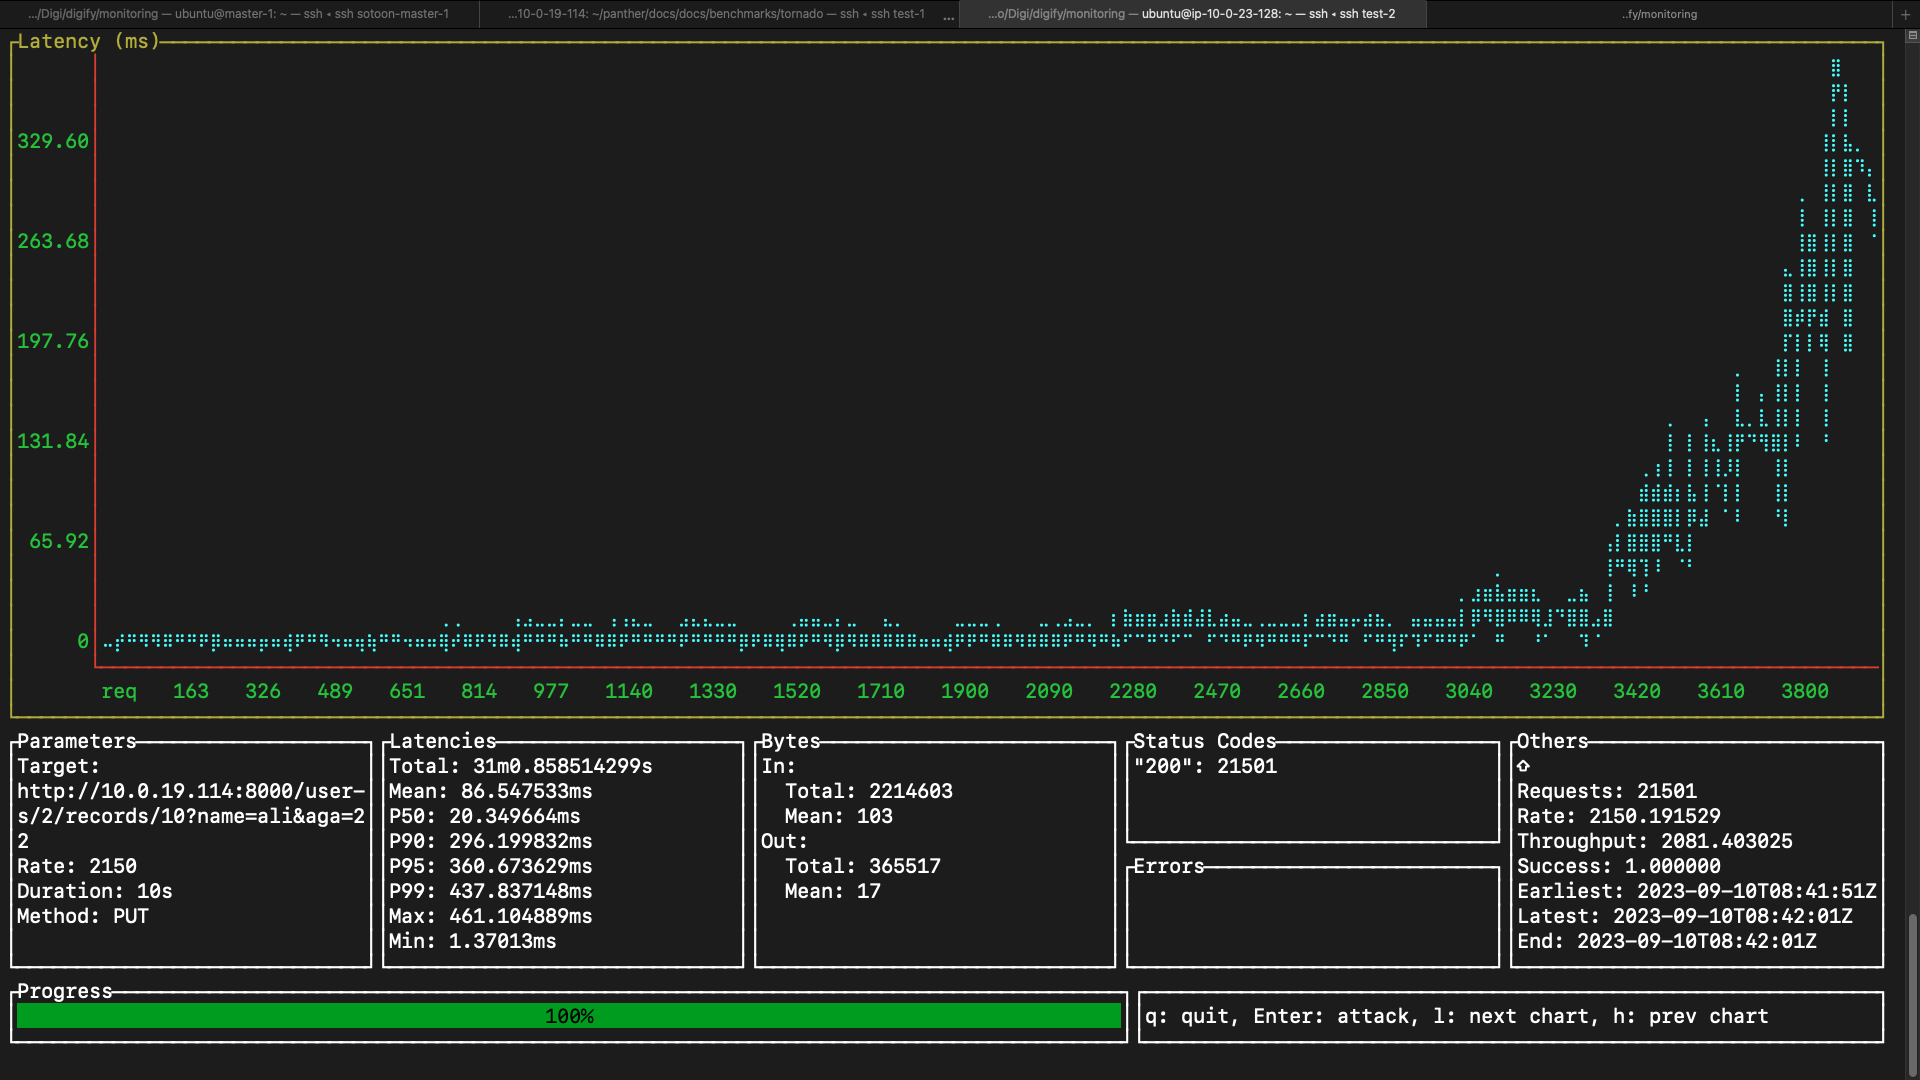 .../Digi/digify/monitoring — ubuntu@master-1: ~ — ssh ◂ ssh sotoon-master-1
...10-0-19-114: ~/panther/docs/docs/benchmarks/tornado — ssh ◂ ssh test-1 ...
...o/Digi/digify/monitoring — ubuntu@ip-10-0-23-128: ~ — ssh ◂ ssh test-2
..fy/monitoring
+
Latency (ms)
329.60
263.68
197.76
131.84
65.92
0
req 163 326 489 651 814 977 1140 1330 1520 1710 1900 2090 2280 2470 2660 2850 3040 3230 3420 3610 3800
Parameters
Target:
http://10.0.19.114:8000/user-
s/2/records/10?name=ali&aga=2
2
Rate: 2150
Duration: 10s
Method: PUT
Latencies
Total: 31m0.858514299s
Mean: 86.547533ms
P50: 20.349664ms
P90: 296.199832ms
P95: 360.673629ms
P99: 437.837148ms
Max: 461.104889ms
Min: 1.37013ms
Bytes
In:
Total: 2214603
Mean: 103
Out:
Total: 365517
Mean: 17
Status Codes
"200": 21501
Errors
Others
Requests: 21501
Rate: 2150.191529
Throughput: 2081.403025
Success: 1.000000
Earliest: 2023-09-10T08:41:51Z
Latest: 2023-09-10T08:42:01Z
End: 2023-09-10T08:42:01Z
Progress
100%
q: quit, Enter: attack, l: next chart, h: prev chart